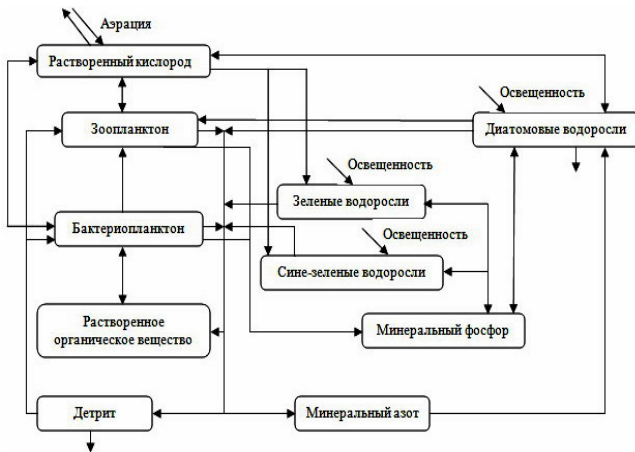 Аэрация
Растворенный кислород
Освещенность
Зоопланктон
Диатомовые водоросли
Освещенность
Зеленые водоросли
Бактериопланктон
Освещенность
Сине-зеленые водоросли
Растворенное
органическое вещество
Минеральный фосфор
Детрит
Минеральный азот